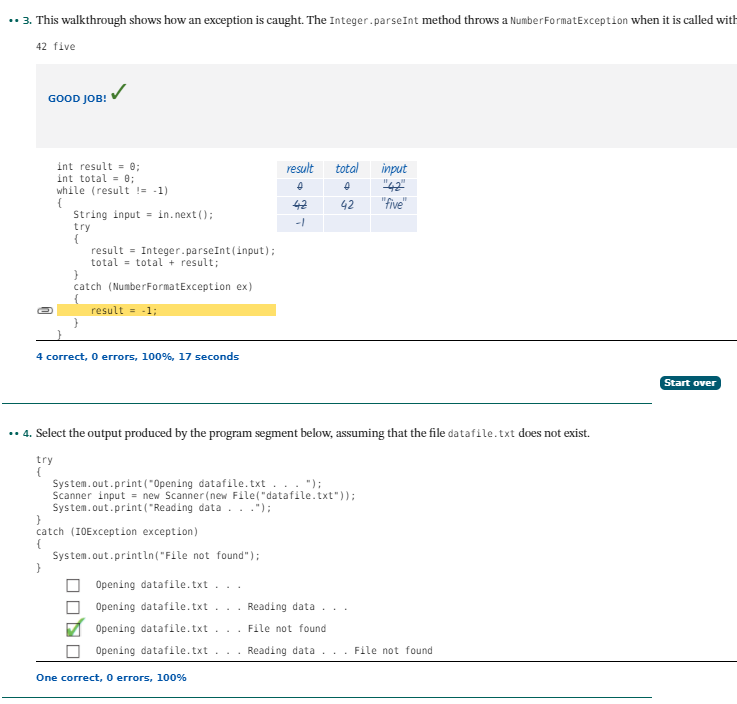 •• 3. This walkthrough shows how an exception is caught. The Integer.parseInt method throws a NumberFormatException when it is called with
42 five
GOOD JOB!
int result = 0;
int total = 0;
while (result != -1)
{
String input = in.next();
try
{
result = Integer.parseInt(input);
total = total + result;
}
catch (NumberFormatException ex)
{
result = -1;
}
}
result total input
0 0 "42"
42 42 "five"
-1
4 correct, 0 errors, 100%, 17 seconds
Start over
•• 4. Select the output produced by the program segment below, assuming that the file datafile.txt does not exist.
try
{
System.out.print("Opening datafile.txt . . . ");
Scanner input = new Scanner(new File("datafile.txt"));
System.out.print("Reading data . . .");
}
catch (IOException exception)
{
System.out.println("File not found");
}
Opening datafile.txt . . .
Opening datafile.txt . . . Reading data . . .
Opening datafile.txt . . . File not found
Opening datafile.txt . . . Reading data . . . File not found
One correct, 0 errors, 100%